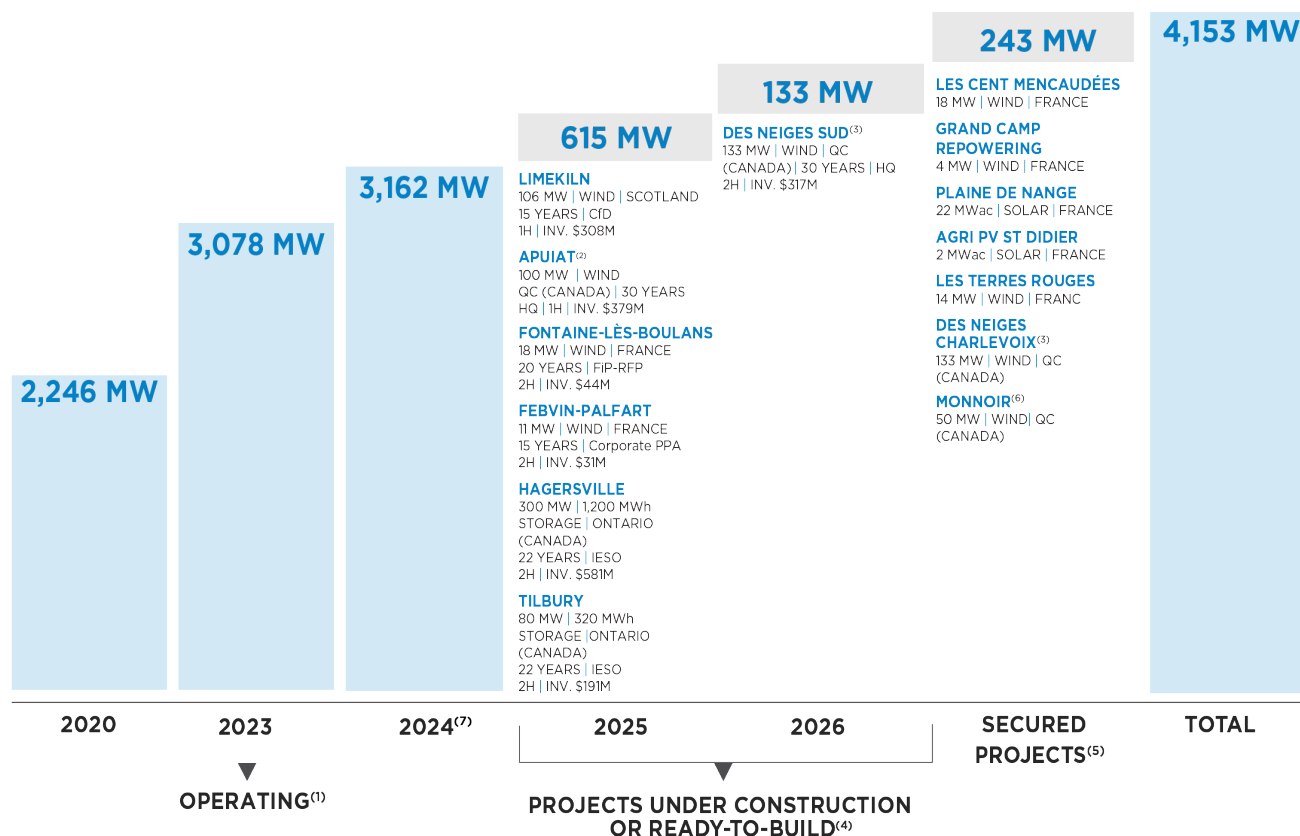 2,246 MW
2020
3,078 MW
2023
3,162 MW
2024(7)
OPERATING(1)
615 MW
LIMEKILN
106 MW | WIND | SCOTLAND
15 YEARS | CfD
1H | INV. $308M
APUIAT(2)
100 MW | WIND
QC (CANADA) | 30 YEARS
HQ | 1H | INV. $379M
FONTAINE-LÈS-BOULANS
18 MW | WIND | FRANCE
20 YEARS | FiP-RFP
2H | INV. $44M
FEBVIN-PALFART
11 MW | WIND | FRANCE
15 YEARS | Corporate PPA
2H | INV. $31M
HAGERSVILLE
300 MW | 1,200 MWh
STORAGE | ONTARIO
(CANADA)
22 YEARS | IESO
2H | INV. $581M
TILBURY
80 MW | 320 MWh
STORAGE |ONTARIO
(CANADA)
22 YEARS | IESO
2H | INV. $191M
2025
133 MW
DES NEIGES SUD(3)
133 MW | WIND | QC
(CANADA) | 30 YEARS | HQ
2H | INV. $317M
2026
PROJECTS UNDER CONSTRUCTION
OR READY-TO-BUILD(4)
243 MW
LES CENT MENCAUDÉES
18 MW | WIND | FRANCE
GRAND CAMP
REPOWERING
4 MW | WIND | FRANCE
PLAINE DE NANGE
22 MWac | SOLAR | FRANCE
AGRI PV ST DIDIER
2 MWac | SOLAR | FRANCE
LES TERRES ROUGES
14 MW | WIND | FRANC
DES NEIGES
CHARLEVOIX(3)
133 MW | WIND | QC
(CANADA)
MONNOIR(6)
50 MW | WIND| QC
(CANADA)
SECURED
PROJECTS(5)
4,153 MW
TOTAL